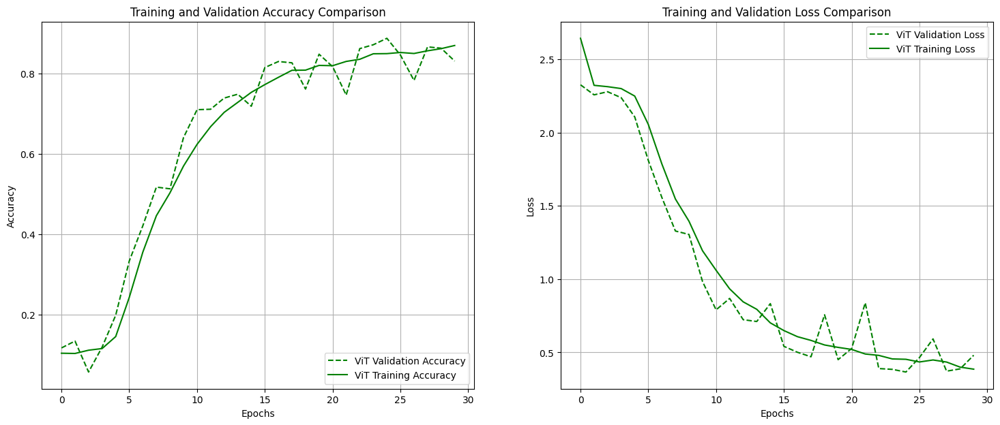 Training and Validation Accuracy Comparison
Accuracy
0.8
0.6
0.4
0.2
ViT Validation Accuracy
ViT Training Accuracy
0 5 10 15 20 25 30
Epochs
Training and Validation Loss Comparison
ViT Validation Loss
ViT Training Loss
Loss
2.5
2.0
1.5
1.0
0.5
0 5 10 15 20 25 30
Epochs